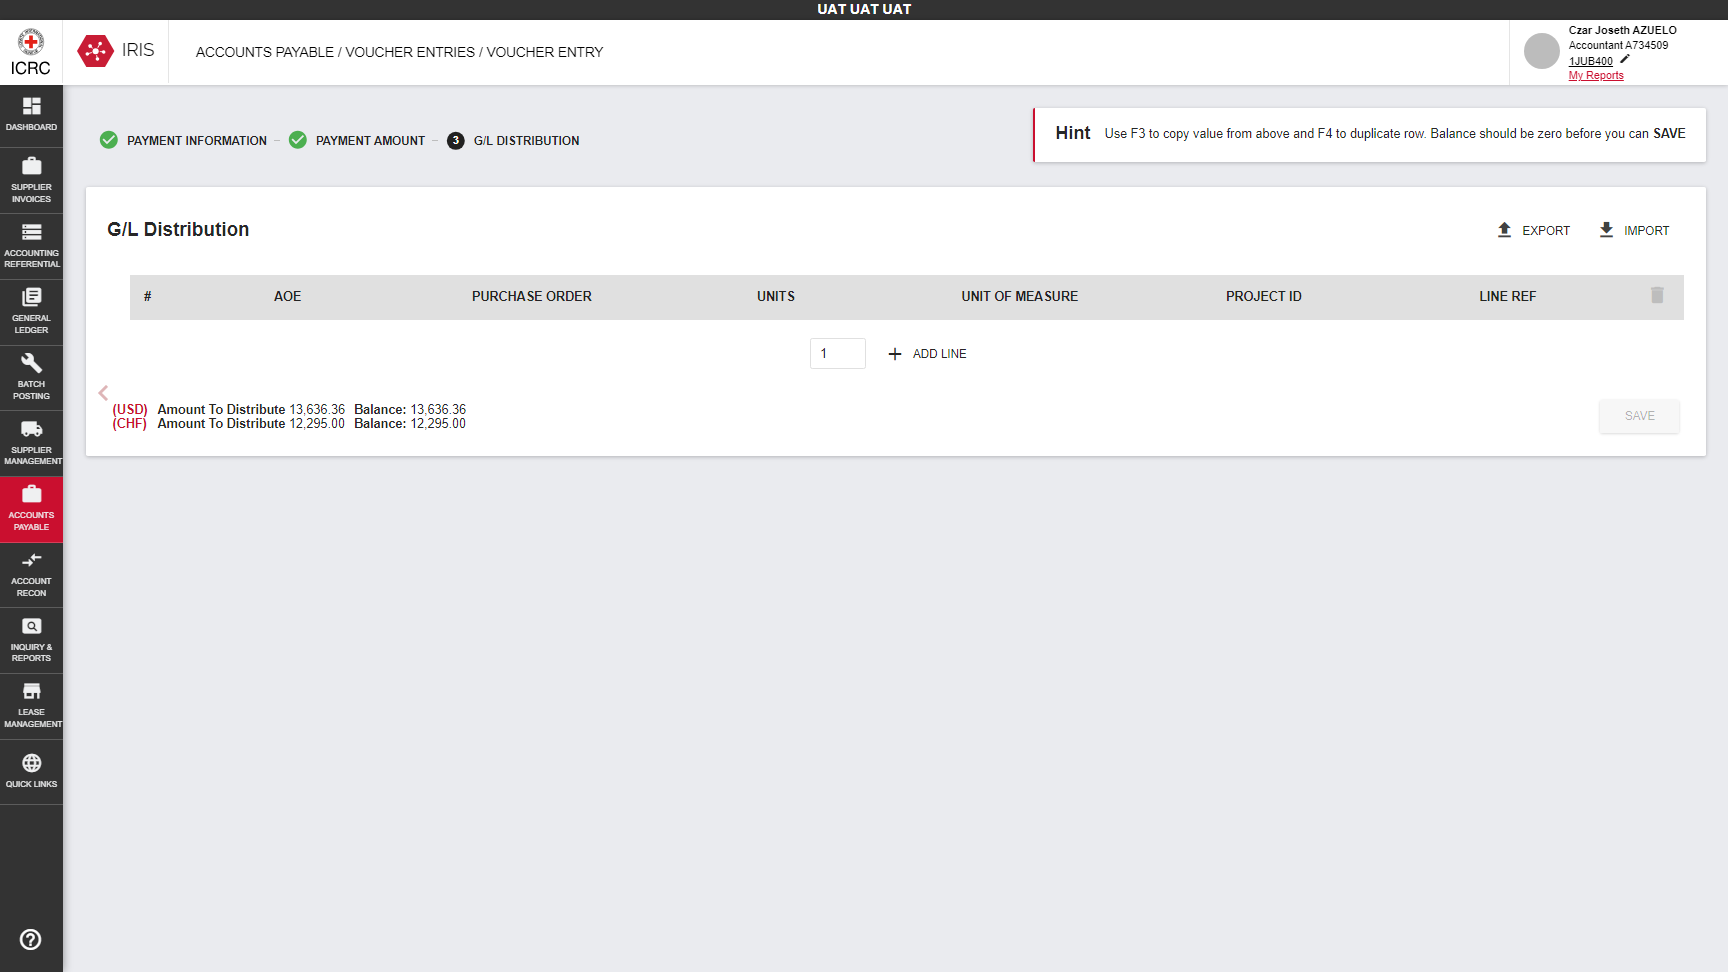 UAT UAT UAT
ICRC
IRIS
ACCOUNTS PAYABLE / VOUCHER ENTRIES / VOUCHER ENTRY
Czar Joseth AZUELO
Accountant A734509
1JUB400
My Reports
DASHBOARD
SUPPLIER
INVOICES
ACCOUNTING
REFERENTIAL
GENERAL
LEDGER
BATCH
POSTING
SUPPLIER
MANAGEMENT
ACCOUNTS
PAYABLE
ACCOUNT
RECON
INQUIRY &
REPORTS
LEASE
MANAGEMENT
QUICK LINKS
PAYMENT INFORMATION – PAYMENT AMOUNT – 3 G/L DISTRIBUTION
Hint Use F3 to copy value from above and F4 to duplicate row. Balance should be zero before you can SAVE
G/L Distribution
EXPORT IMPORT
# AOE PURCHASE ORDER UNITS UNIT OF MEASURE PROJECT ID LINE REF
1 ADD LINE
(USD) Amount To Distribute 13,636.36 Balance: 13,636.36
(CHF) Amount To Distribute 12,295.00 Balance: 12,295.00
SAVE